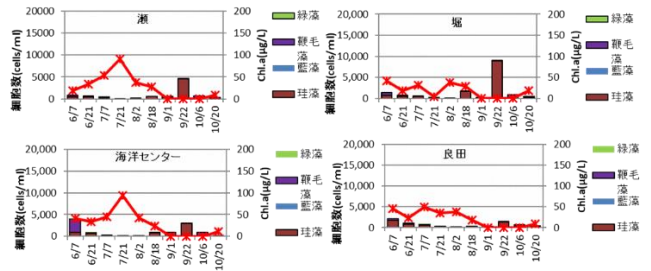 瀬
細胞数(cells/ml)
20000
15000
10000
5000
0
200
150
100
50
0
Chl.a(μg/L)
緑藻
鞭毛
藻
藍藻
珪藻
6/7
6/21
7/7
7/21
8/2
8/18
9/1
9/22
10/6
10/20
堀
細胞数(cells/ml)
20,000
15,000
10,000
5,000
0
200
150
100
50
0
Chl.a(μg/L)
緑藻
鞭毛
藻
藍藻
珪藻
6/7
6/21
7/7
7/21
8/2
8/18
9/1
9/22
10/6
10/20
海洋センター
細胞数(cells/ml)
20,000
15,000
10,000
5,000
0
200
150
100
50
0
Chl.a(μg/L)
緑藻
鞭毛
藻
藍藻
珪藻
6/7
6/21
7/7
7/21
8/2
8/18
9/1
9/22
10/6
10/20
良田
細胞数(cells/ml)
20,000
15,000
10,000
5,000
0
200
150
100
50
0
Chl.a(μg/L)
緑藻
鞭毛
藻
藍藻
珪藻
6/7
6/21
7/7
7/21
8/2
8/18
9/1
9/22
10/6
10/20